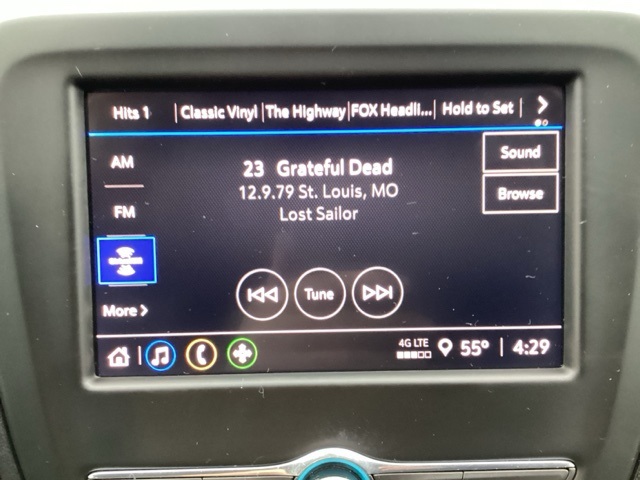 Hits 1 Classic Vinyl The Highway FOX Headli... Hold to Set
AM
23 Grateful Dead
Sound
12.9.79 St. Louis, MO
Browse
FM
Lost Sailor
Tune
More
4G LTE
55° 4:29